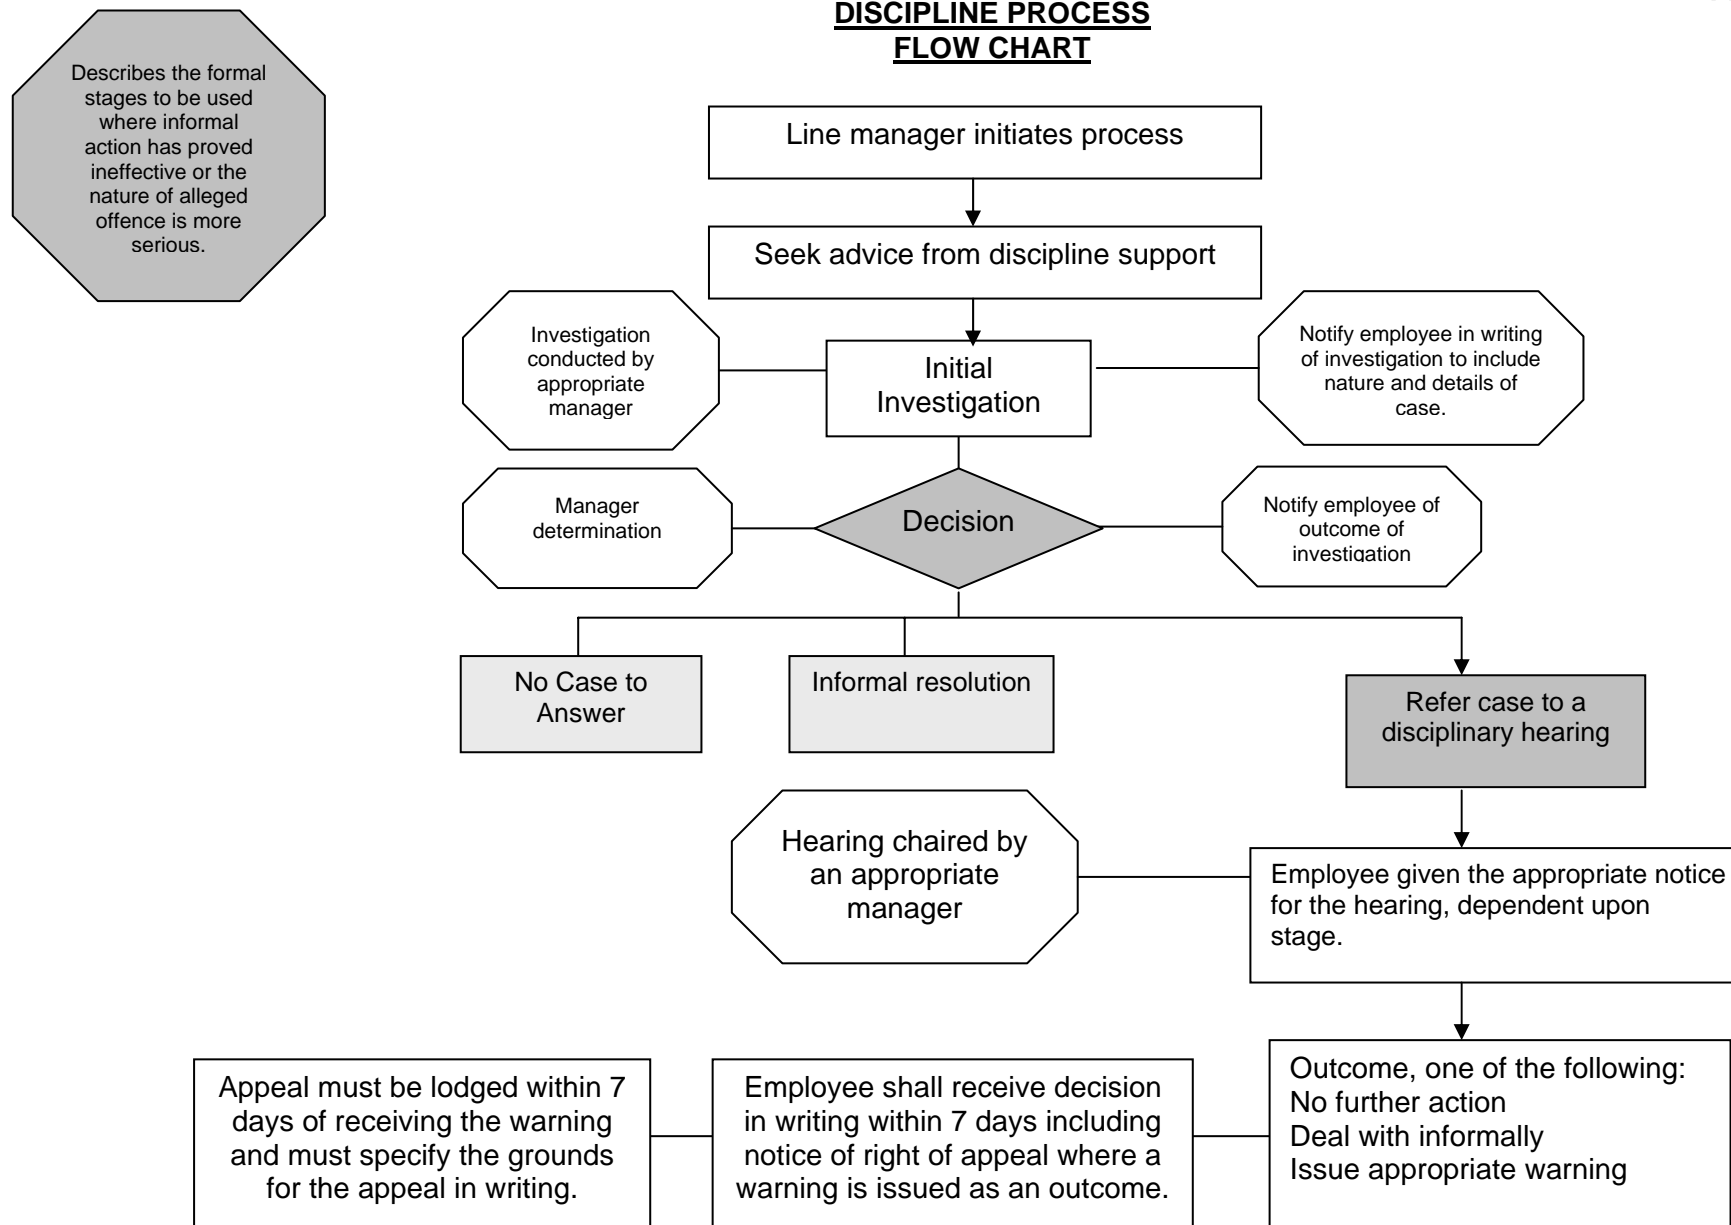 DISCIPLINE PROCESS
FLOW CHART
Describes the formal
stages to be used
where informal
action has proved
ineffective or the
nature of alleged
offence is more
serious.
Line manager initiates process
Seek advice from discipline support
Investigation
conducted by
appropriate
manager
Initial
Investigation
Notify employee in writing
of investigation to include
nature and details of
case.
Manager
determination
Decision
Notify employee of
outcome of
investigation
No Case to
Answer
Informal resolution
Refer case to a
disciplinary hearing
Hearing chaired by
an appropriate
manager
Employee given the appropriate notice
for the hearing, dependent upon
stage.
Appeal must be lodged within 7
days of receiving the warning
and must specify the grounds
for the appeal in writing.
Employee shall receive decision
in writing within 7 days including
notice of right of appeal where a
warning is issued as an outcome.
Outcome, one of the following:
No further action
Deal with informally
Issue appropriate warning